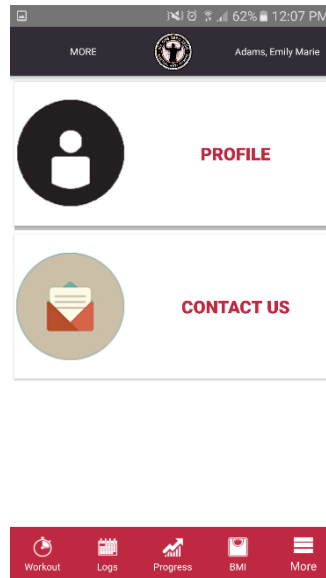 62% 12:07 PM
MORE
Adams, Emily Marie
PROFILE
CONTACT US
Workout
Logs
Progress
BMI
More